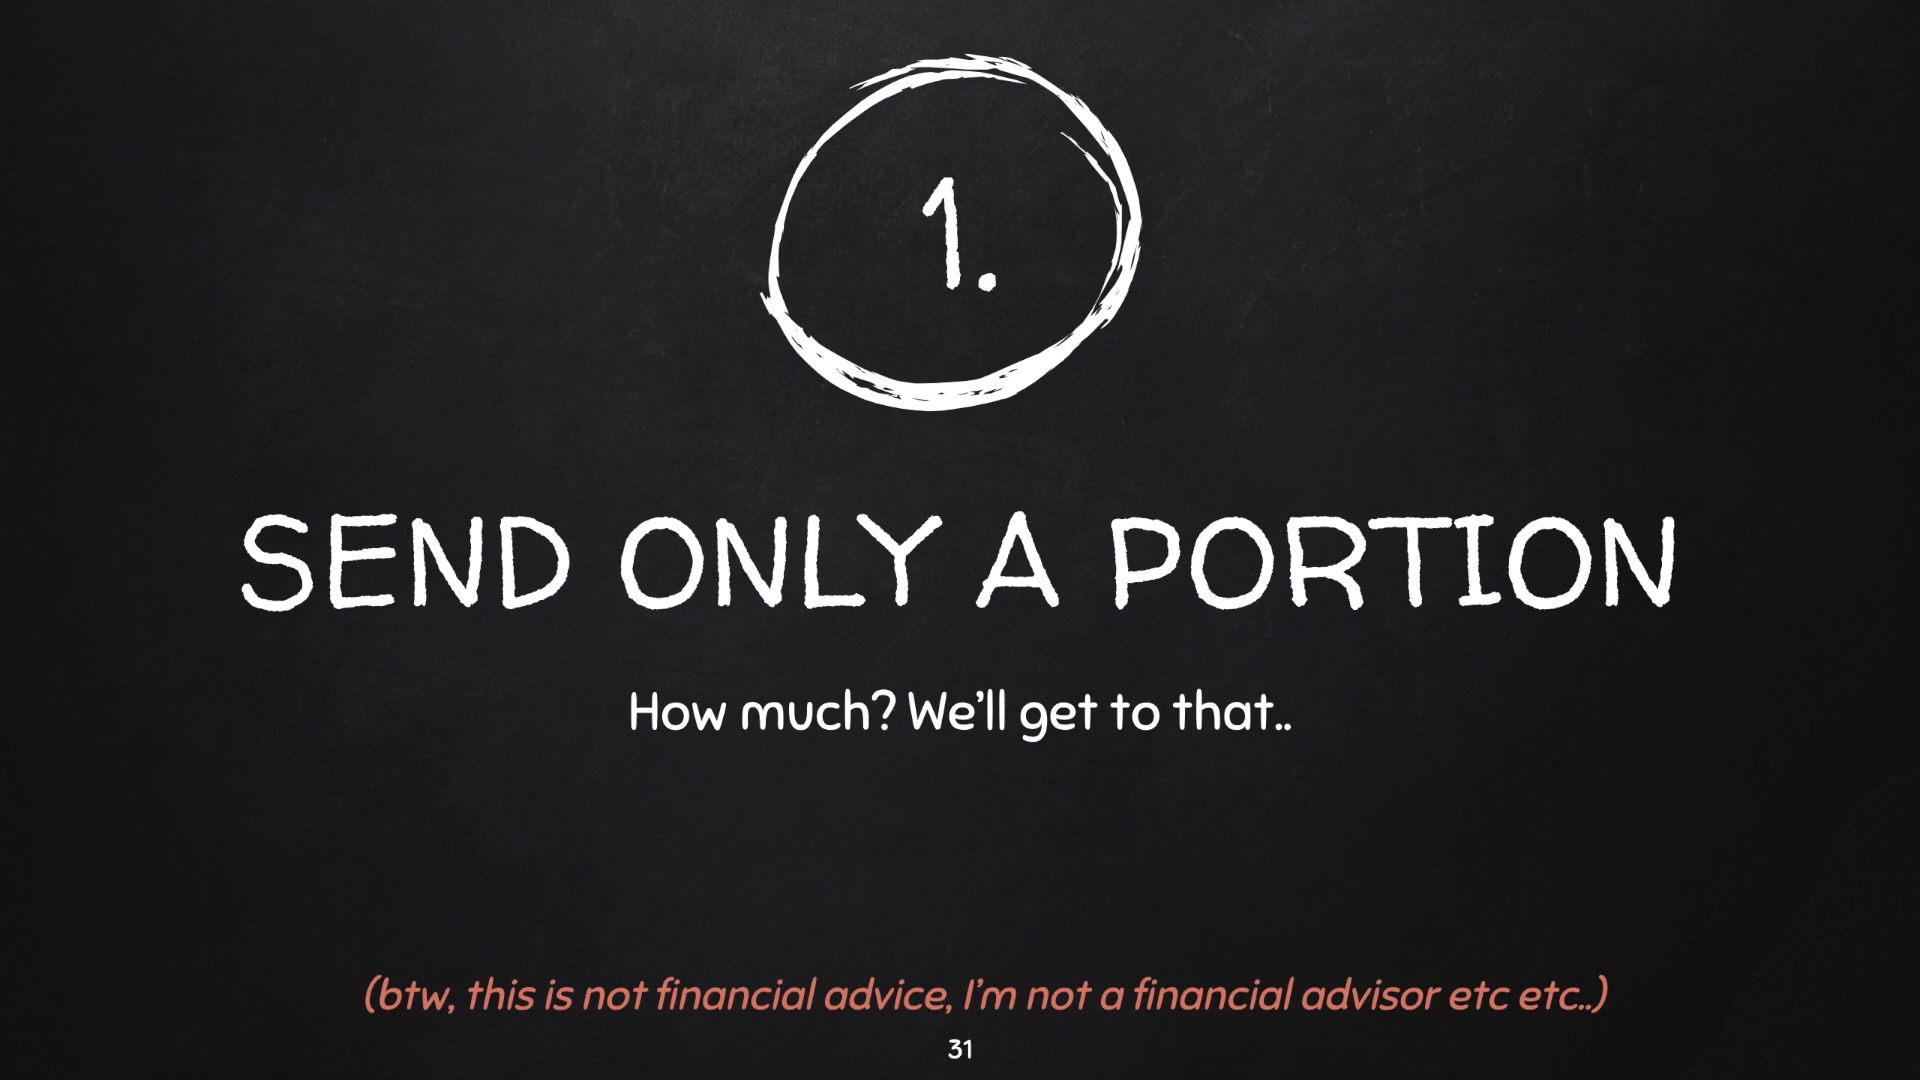 1.
SEND ONLY A PORTION
How much? We’ll get to that..
(btw, this is not financial advice, I’m not a financial advisor etc etc..)
31